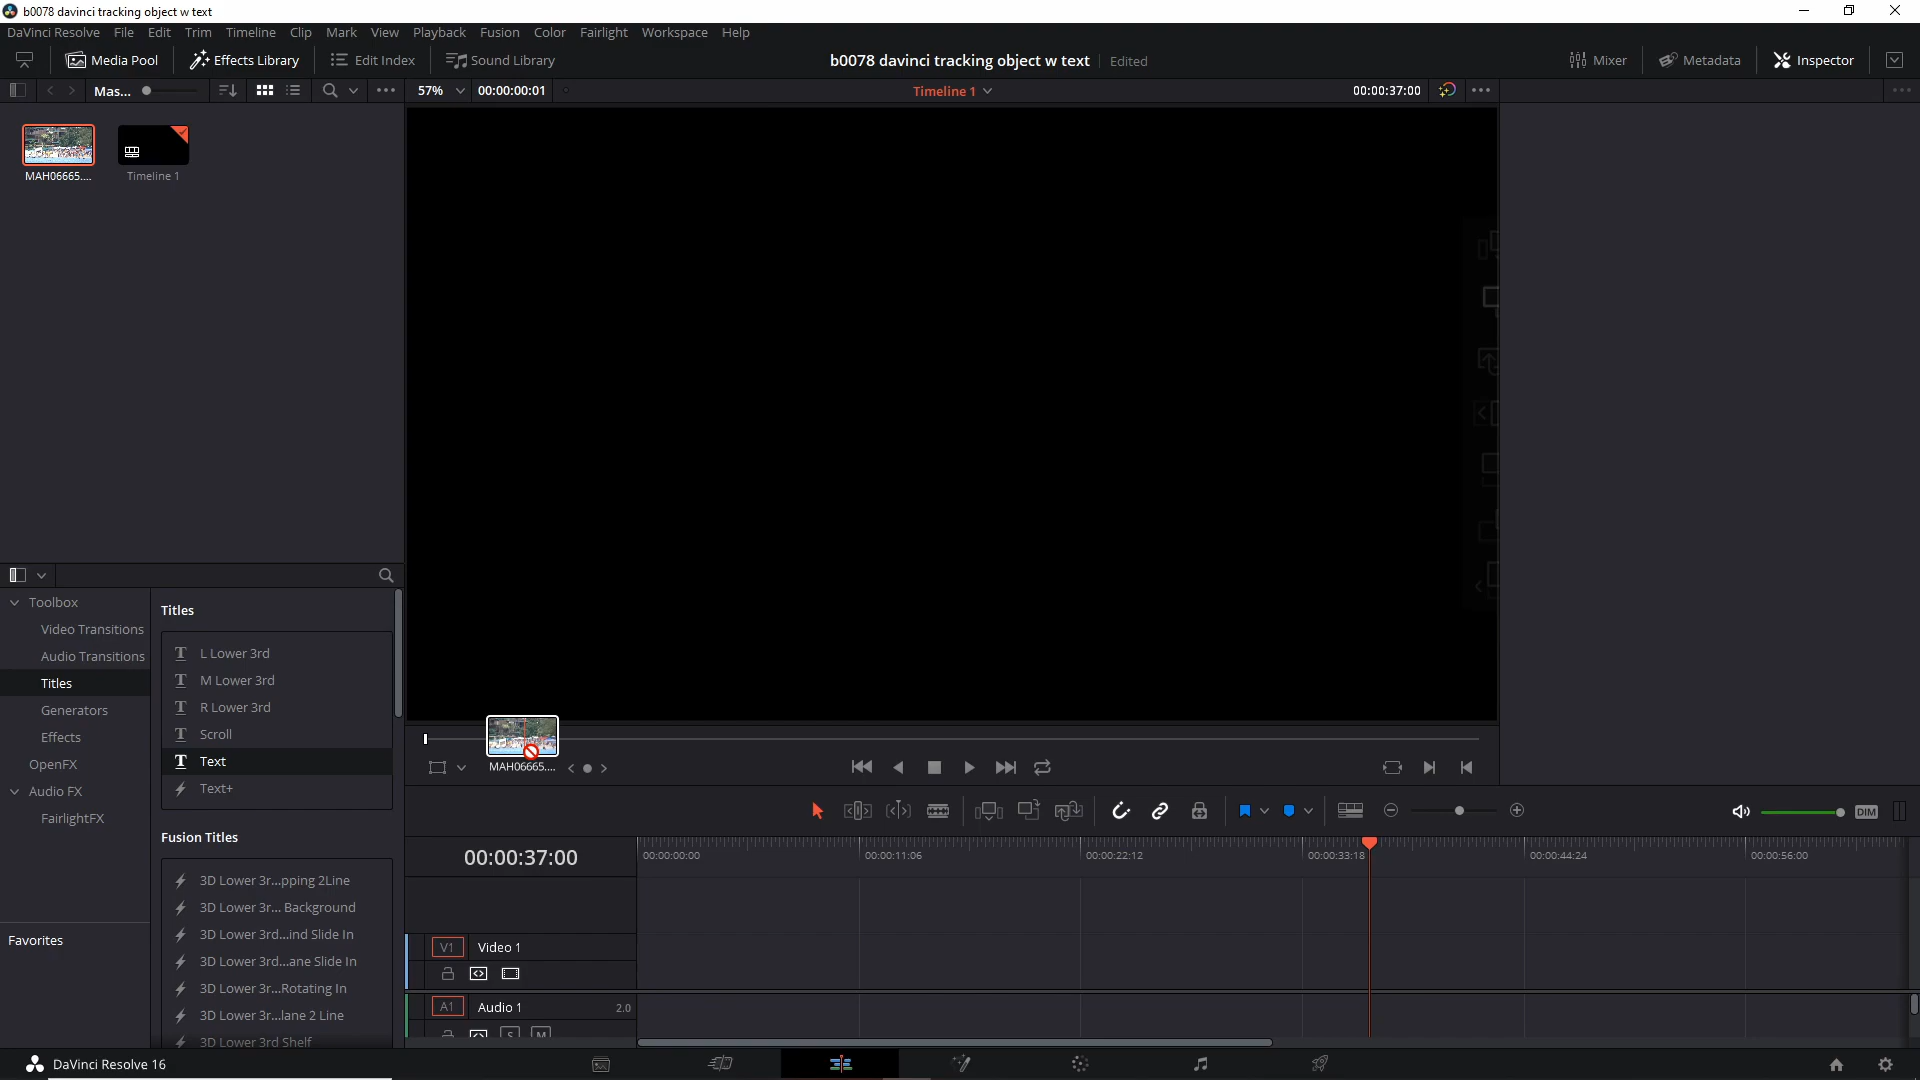 b0078 davinci tracking object w text
DaVinci Resolve File Edit Trim Timeline Clip Mark View Playback Fusion Color Fairlight Workspace Help
Media Pool Effects Library Edit Index Sound Library b0078 davinci tracking object w text Edited Mixer Metadata Inspector
Mas... 57% 00:00:00:01 Timeline 1 00:00:37:00
MAH06665.... Timeline 1
Toolbox
Video Transitions
Audio Transitions
Titles
Generators
Effects
OpenFX
Audio FX
FairlightFX
Favorites
Titles
L Lower 3rd
M Lower 3rd
R Lower 3rd
Scroll
Text
Text+
Fusion Titles
3D Lower 3r...pping 2Line
3D Lower 3r... Background
3D Lower 3rd...ind Slide In
3D Lower 3rd...ane Slide In
3D Lower 3r...Rotating In
3D Lower 3r...lane 2 Line
3D Lower 3rd Shelf
MAH06665....
DIM
00:00:37:00 00:00:00:00 00:00:11:06 00:00:22:12 00:00:33:18 00:00:44:24 00:00:56:00
V1 Video 1
A1 Audio 1 2.0
S M
DaVinci Resolve 16